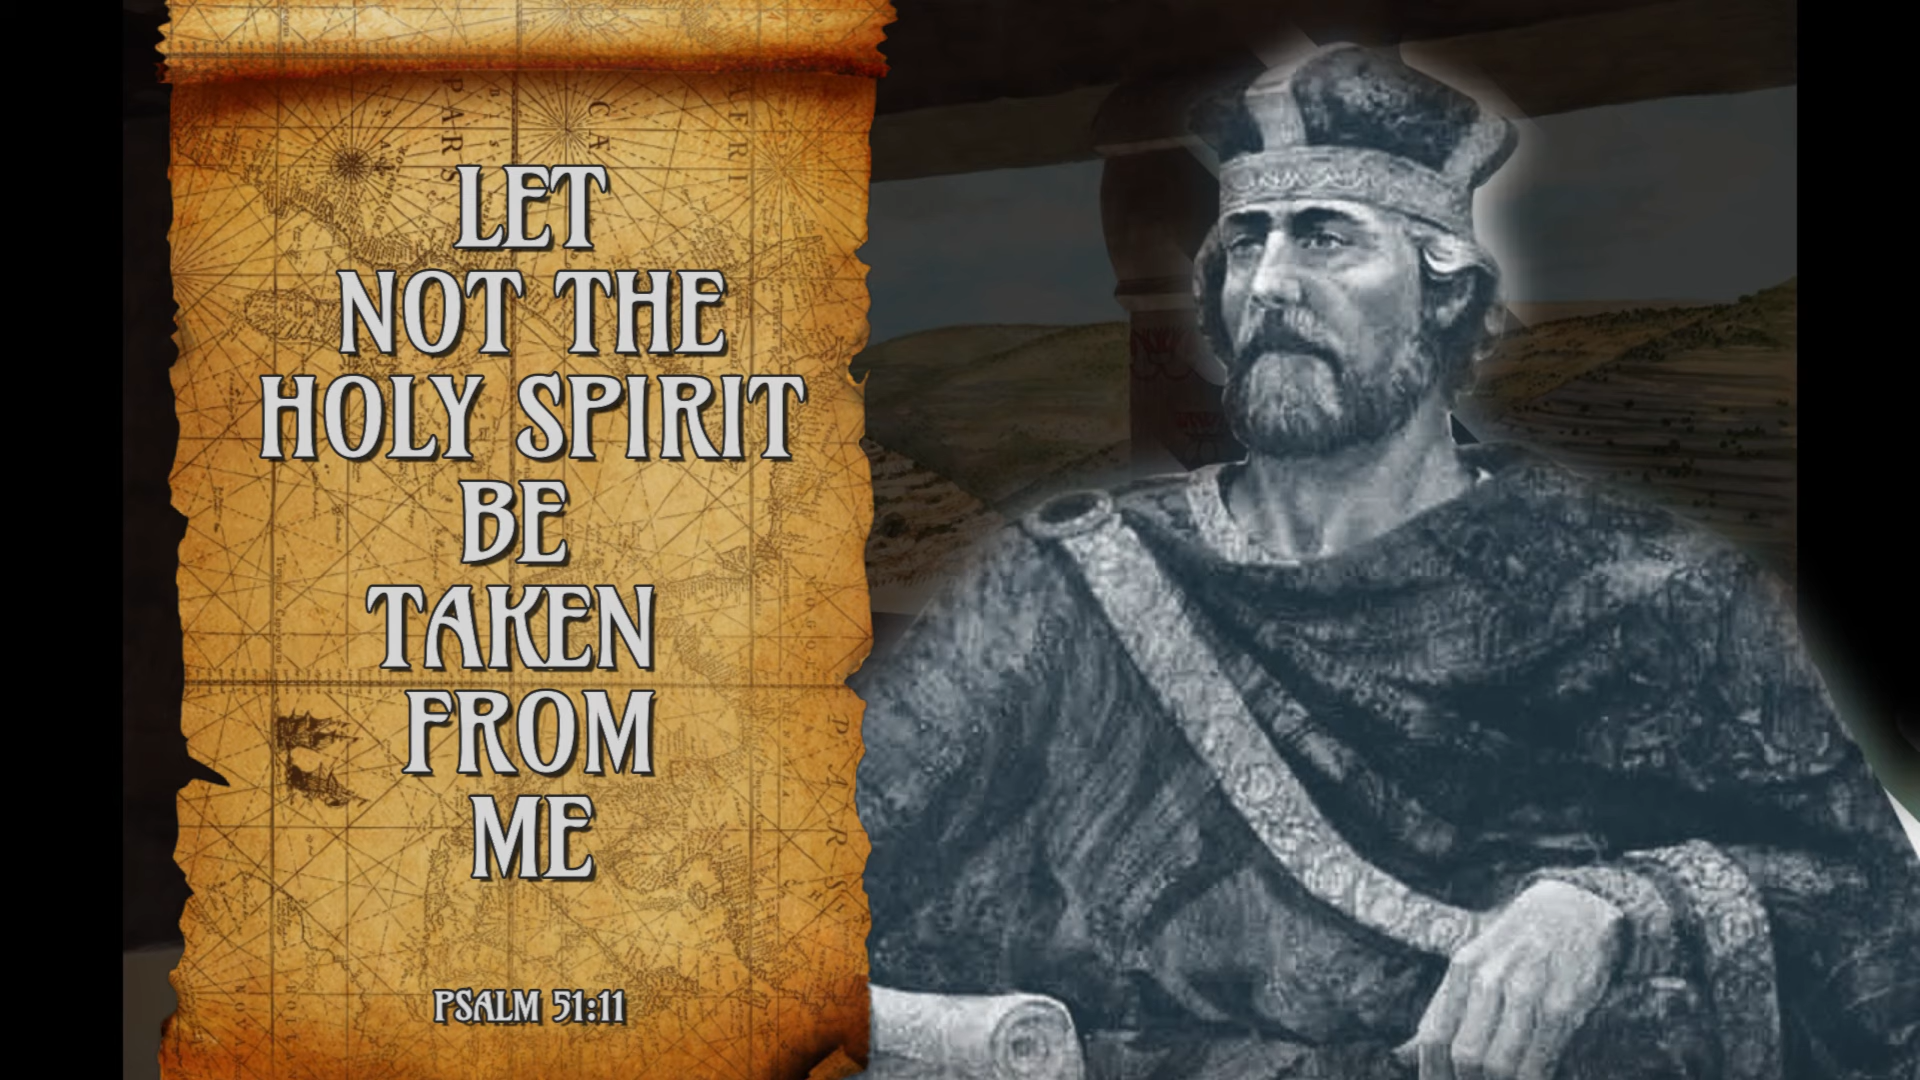 LET
NOT THE
HOLY SPIRIT
BE
TAKEN
FROM
ME
PSALM 51:11